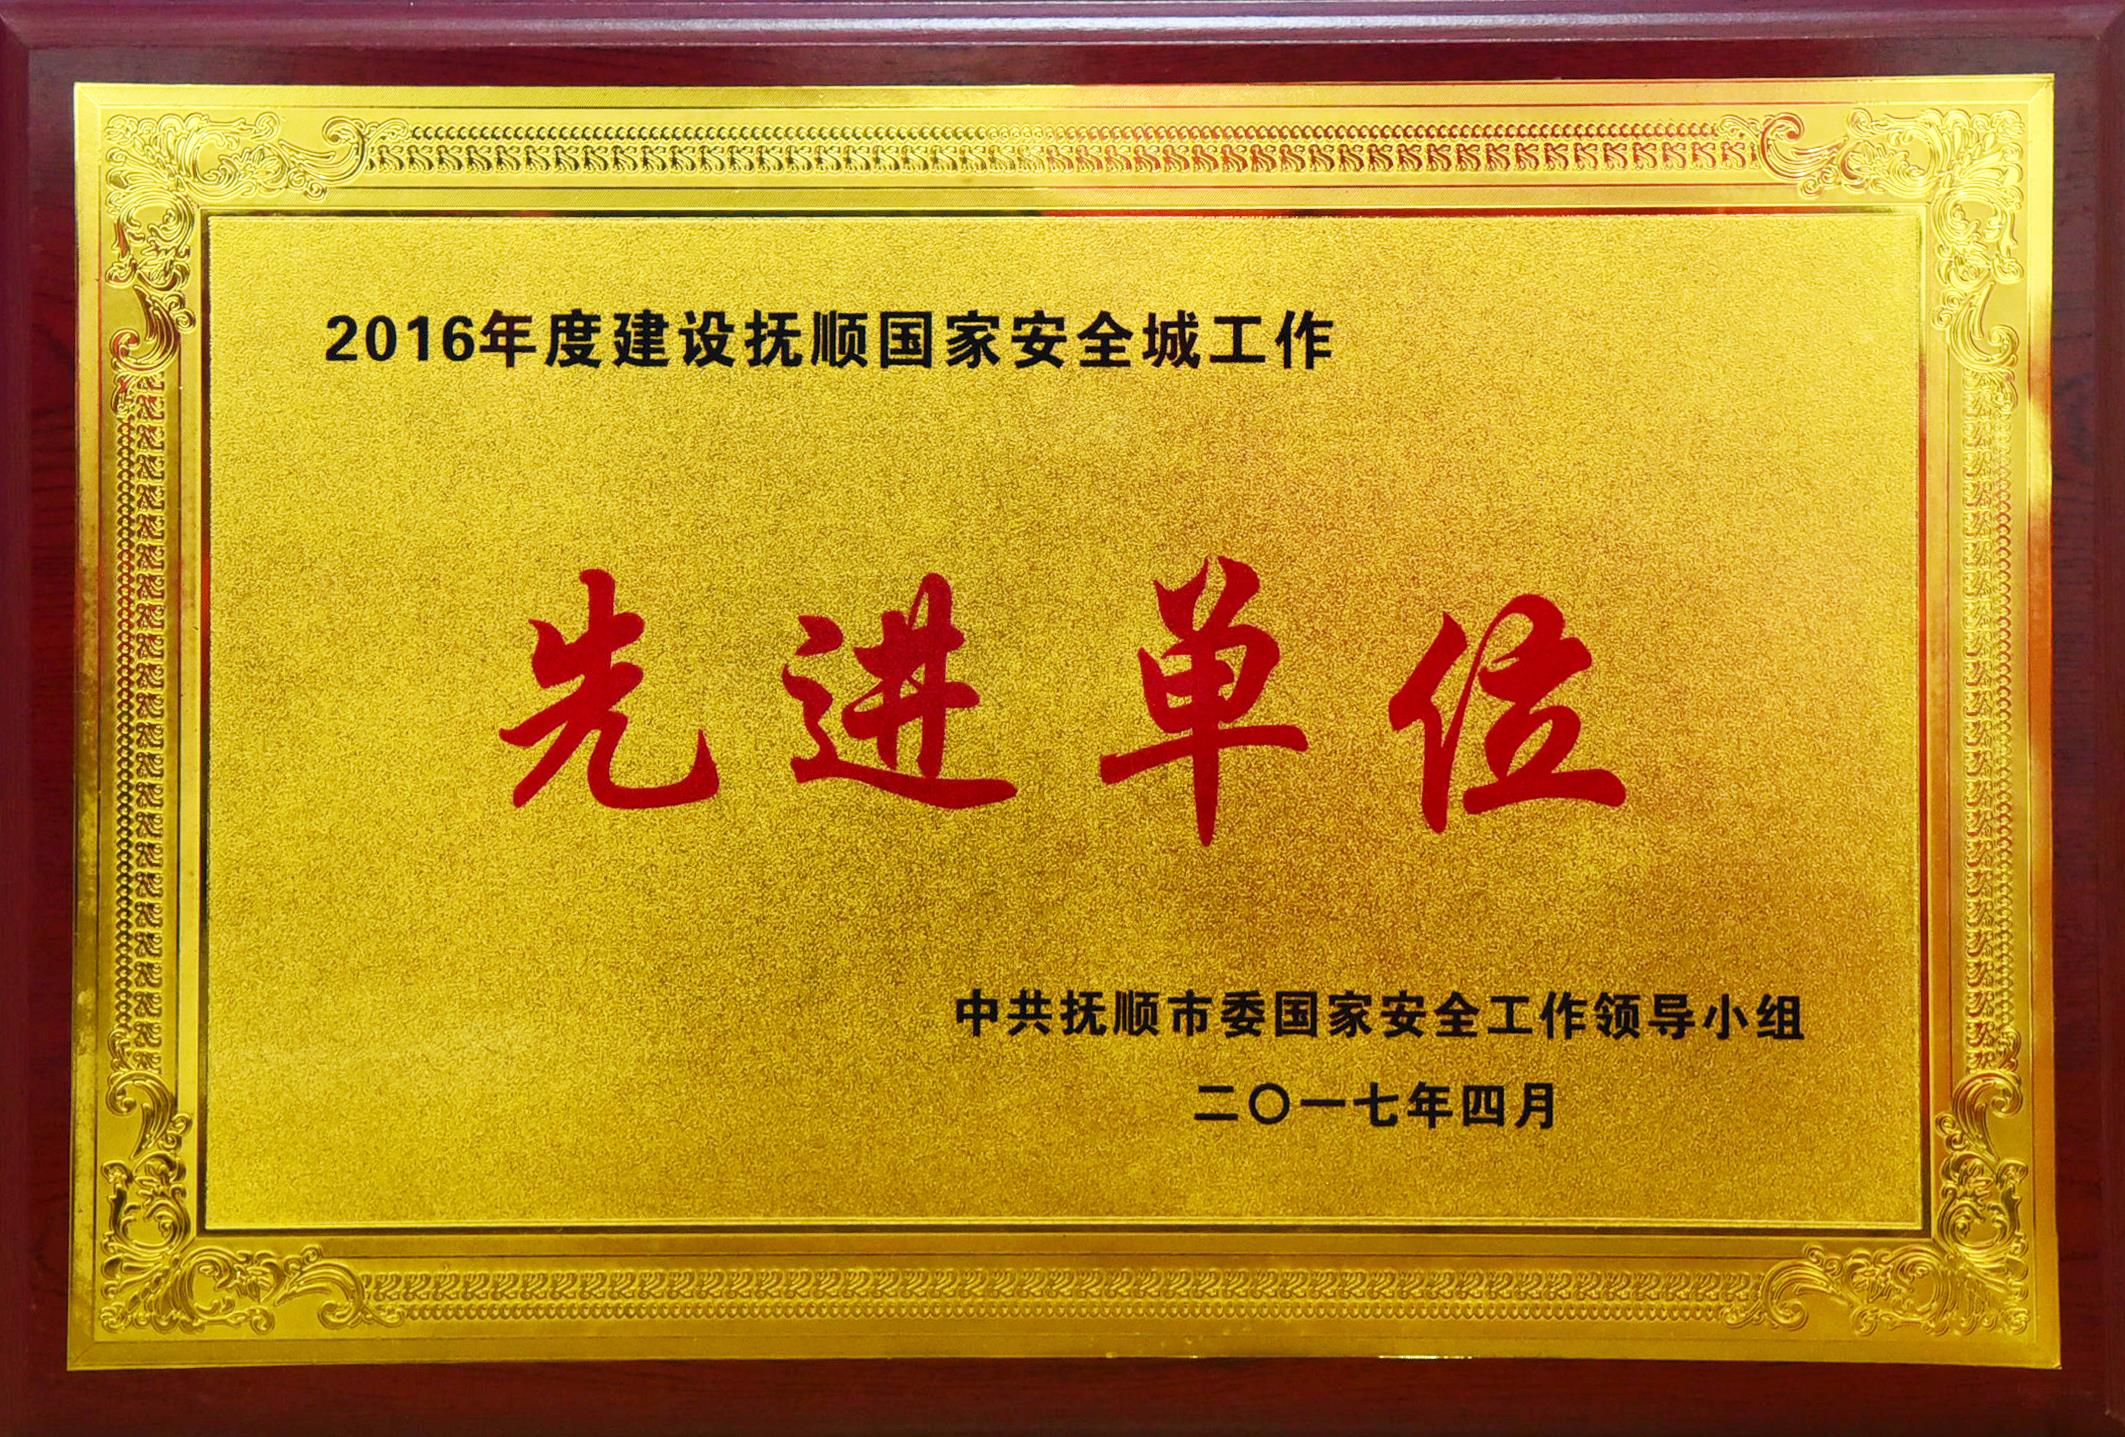 2016年度建设抚顺国家安全城工作
先进单位
中共抚顺市委国家安全工作领导小组
二〇一七年四月